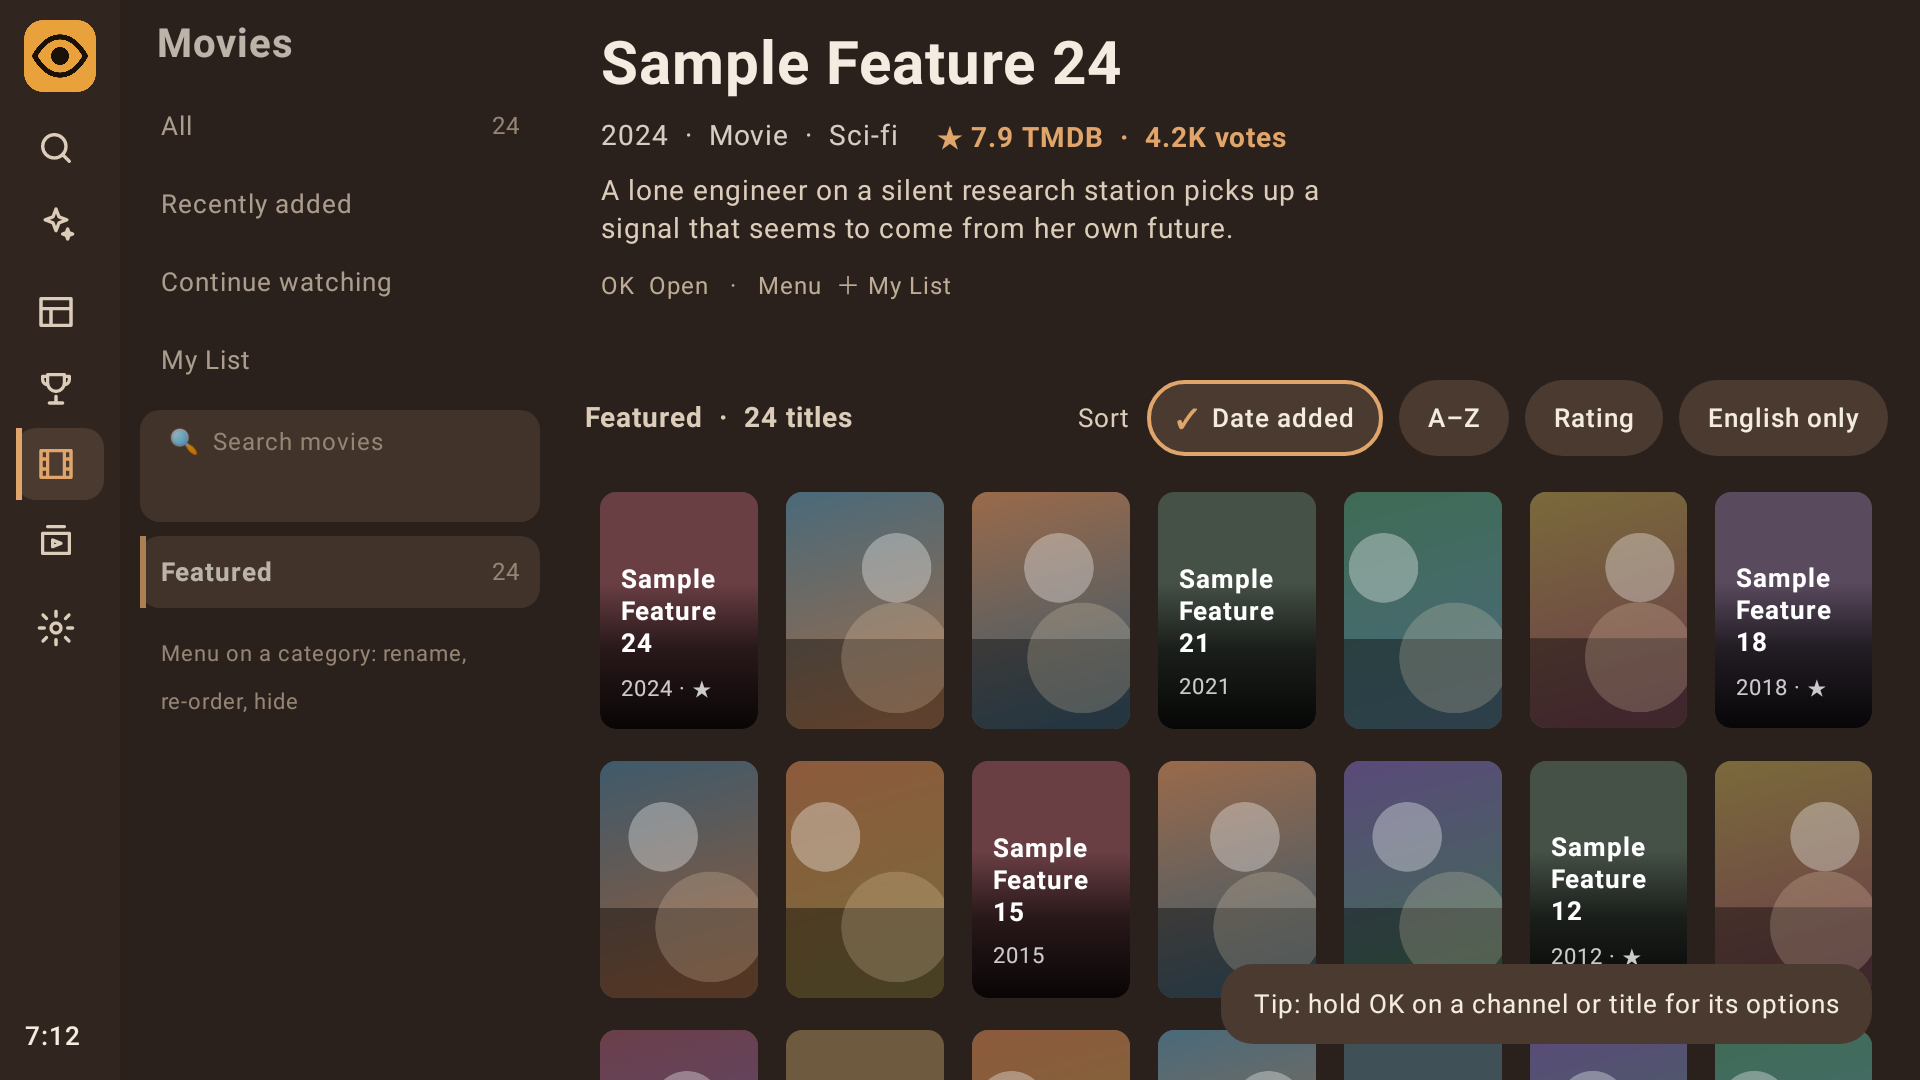 Movies
All 24
Recently added
Continue watching
My List
🔍 Search movies
Featured 24
Menu on a category: rename,
re-order, hide
7:12
Sample Feature 24
2024 · Movie · Sci-fi ★ 7.9 TMDB · 4.2K votes
A lone engineer on a silent research station picks up a
signal that seems to come from her own future.
OK Open · Menu + My List
Featured · 24 titles
Sort ✓ Date added A–Z Rating English only
Sample
Feature
24
2024 · ★
Sample
Feature
21
2021
Sample
Feature
18
2018 · ★
Sample
Feature
15
2015
Sample
Feature
12
2012 · ★
Tip: hold OK on a channel or title for its options